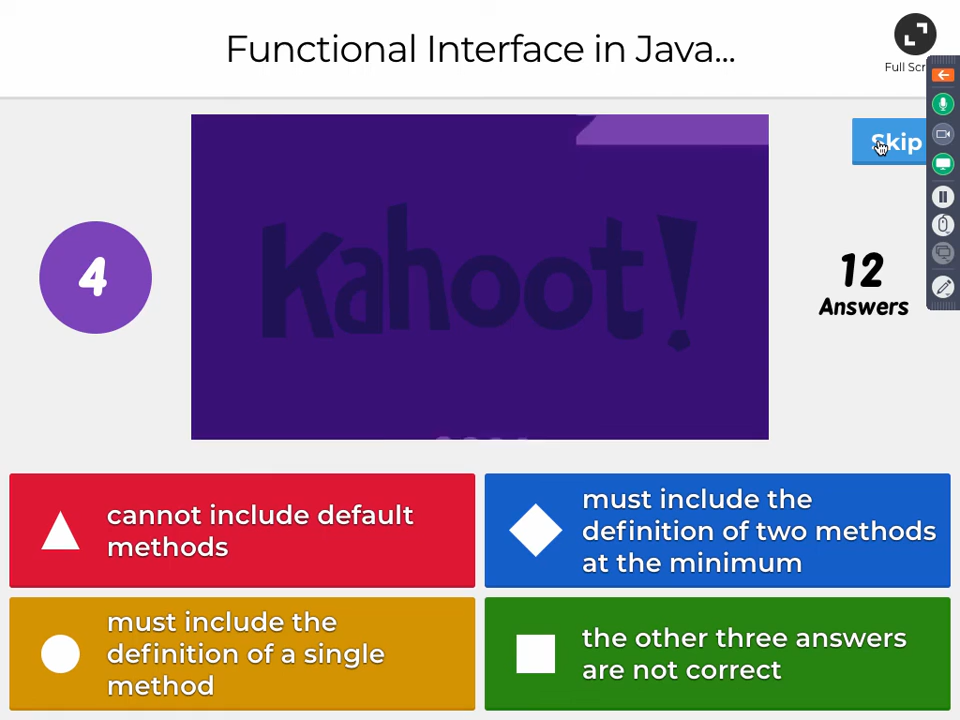 Functional Interface in Java...
Full Scr
Skip
4
Kahoot!
12
Answers
cannot include default
methods
must include the
definition of two methods
at the minimum
must include the
definition of a single
method
the other three answers
are not correct